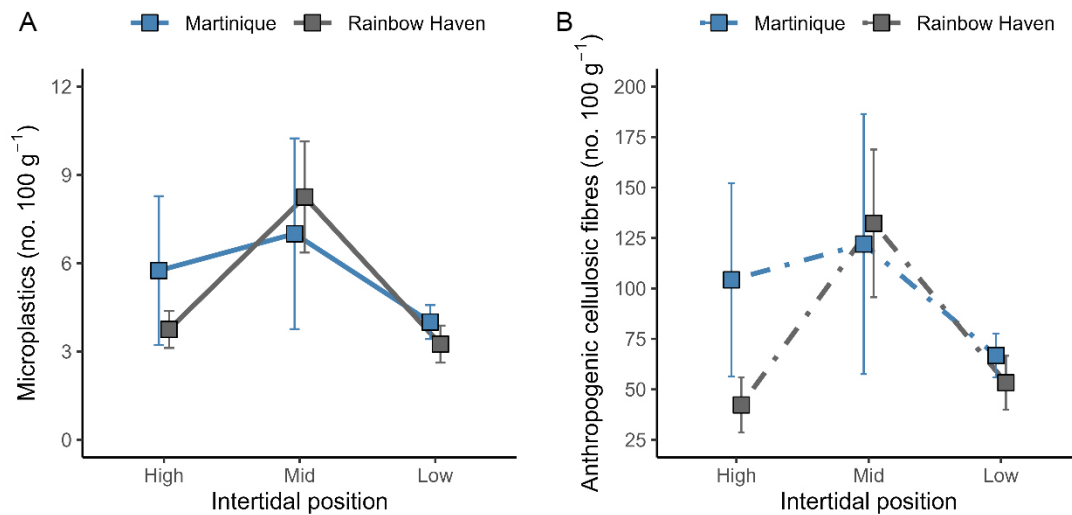 A
Martinique Rainbow Haven
Microplastics (no. 100 g⁻¹)
12
9
6
3
0
High Mid Low
Intertidal position
B
Martinique Rainbow Haven
Anthropogenic cellulosic fibres (no. 100 g⁻¹)
200
175
150
125
100
75
50
25
High Mid Low
Intertidal position